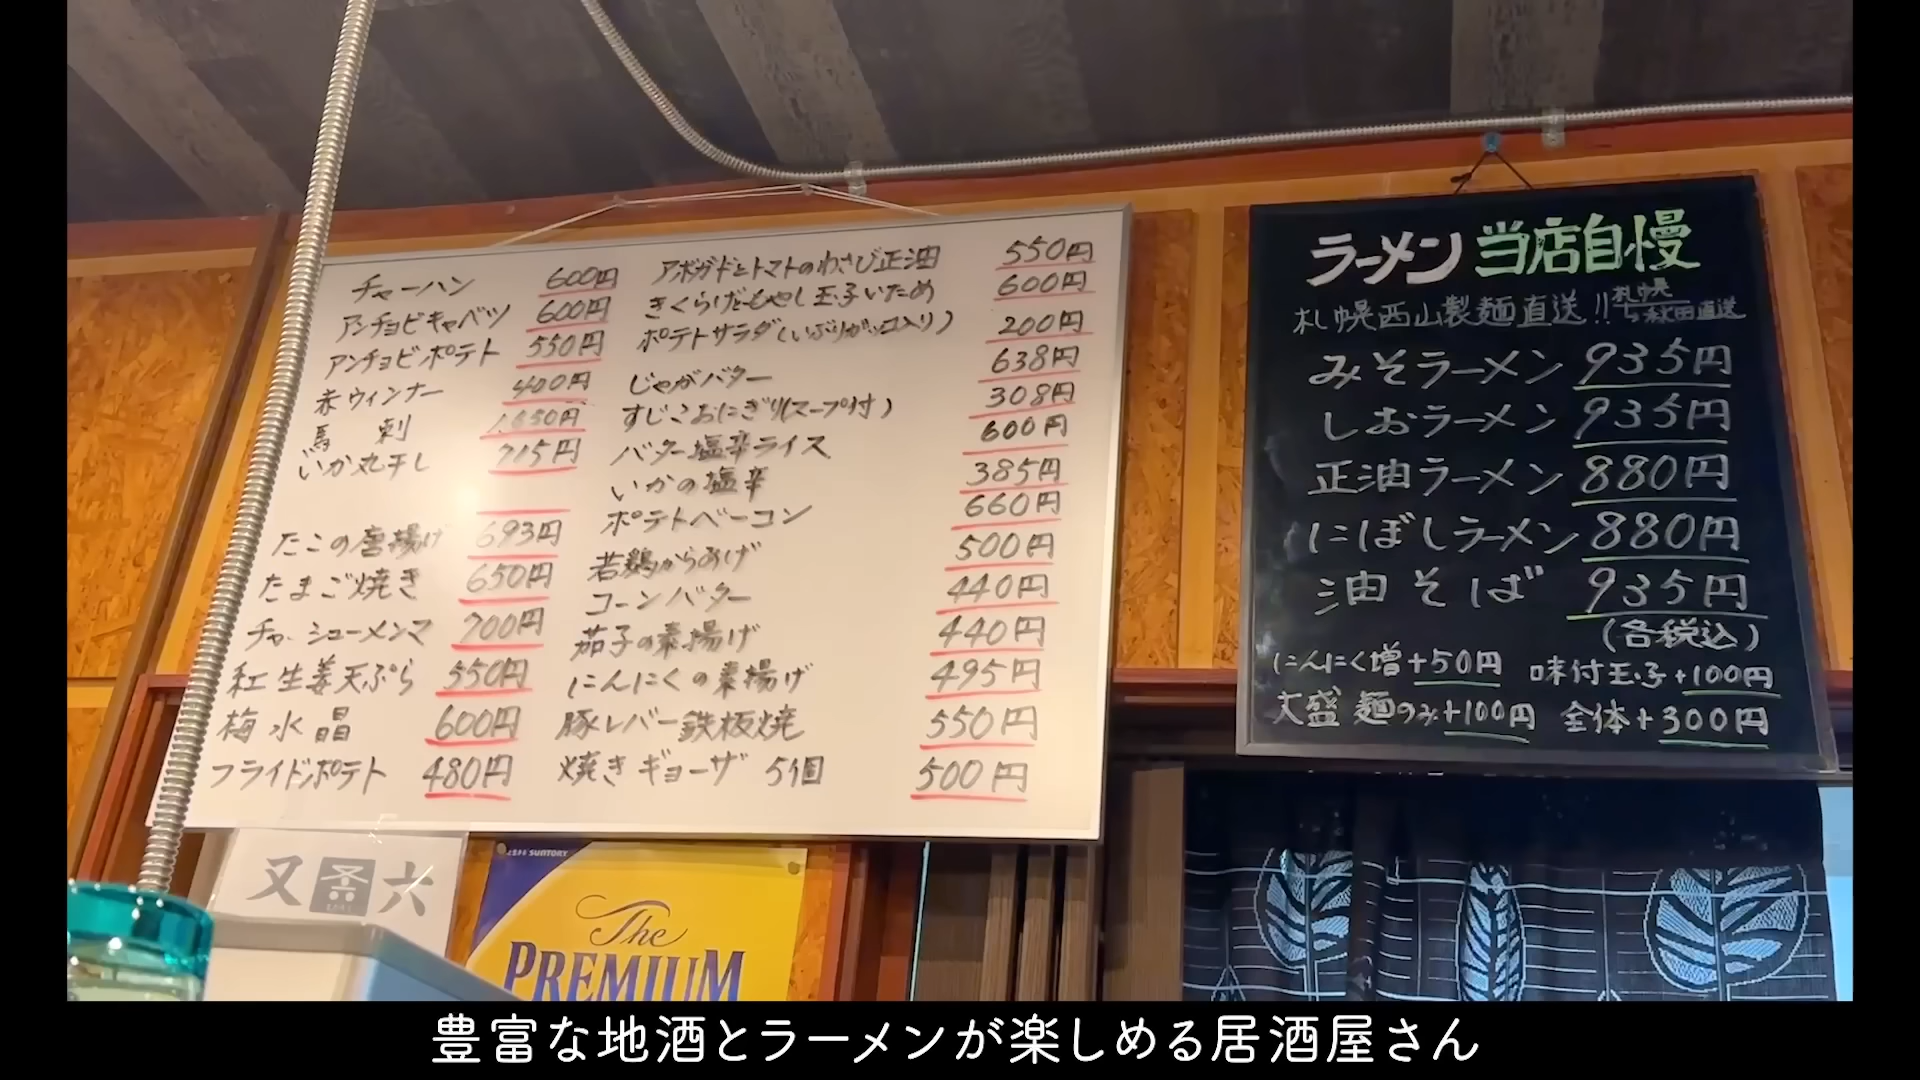 チャーハン 600円
アンチョビキャベツ 600円
アンチョビポテト 550円
赤ウィンナー 400円
馬刺 1,650円
いか丸干し 715円
たこの唐揚げ 693円
たまご焼き 650円
チャーシューメンマ 700円
紅生姜天ぷら 550円
梅水晶 600円
フライドポテト 480円
アボガドとトマトのわさび正油 550円
きくらげともやし玉子いため 600円
ポテトサラダ(いぶりがっこ入り) 200円
じゃがバター 638円
すじこおにぎり(スープ付) 308円
バター塩辛ライス 600円
いかの塩辛 385円
ポテトベーコン 660円
若鶏からあげ 500円
コーンバター 440円
茄子の素揚げ 440円
にんにくの素揚げ 495円
豚レバー鉄板焼 550円
焼きギョーザ 5個 500円
ラーメン当店自慢
札幌西山製麺直送!!札幌
秋田直送
みそラーメン 935円
しおラーメン 935円
正油ラーメン 880円
にぼしラーメン 880円
油そば 935円
(各税込)
にんにく増+50円 味付玉子+100円
大盛 麺のみ+100円 全体+300円
又 六
SUNTORY
The
PREMIUM
豊富な地酒とラーメンが楽しめる居酒屋さん